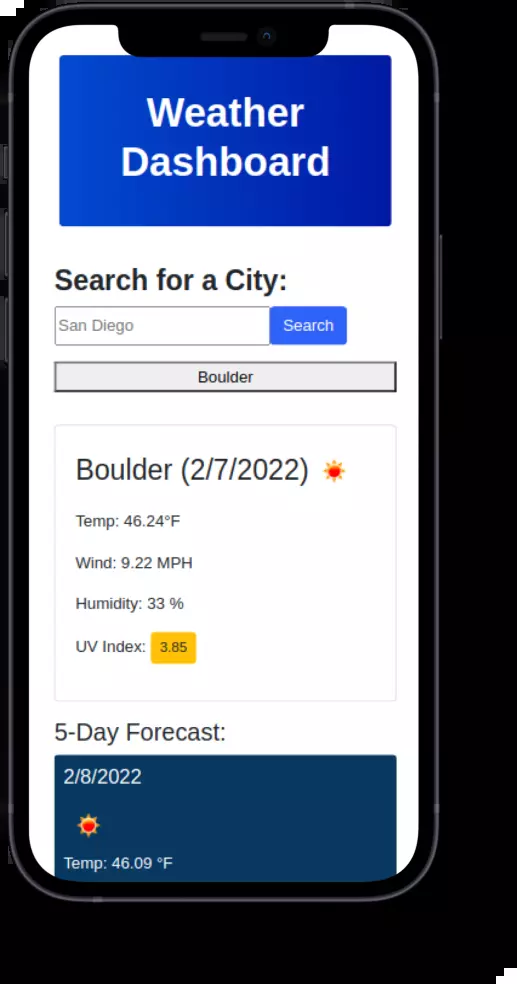 Weather
Dashboard
Search for a City:
San Diego
Search
Boulder
Boulder (2/7/2022)
Temp: 46.24°F
Wind: 9.22 MPH
Humidity: 33 %
UV Index: 3.85
5-Day Forecast:
2/8/2022
Temp: 46.09 °F